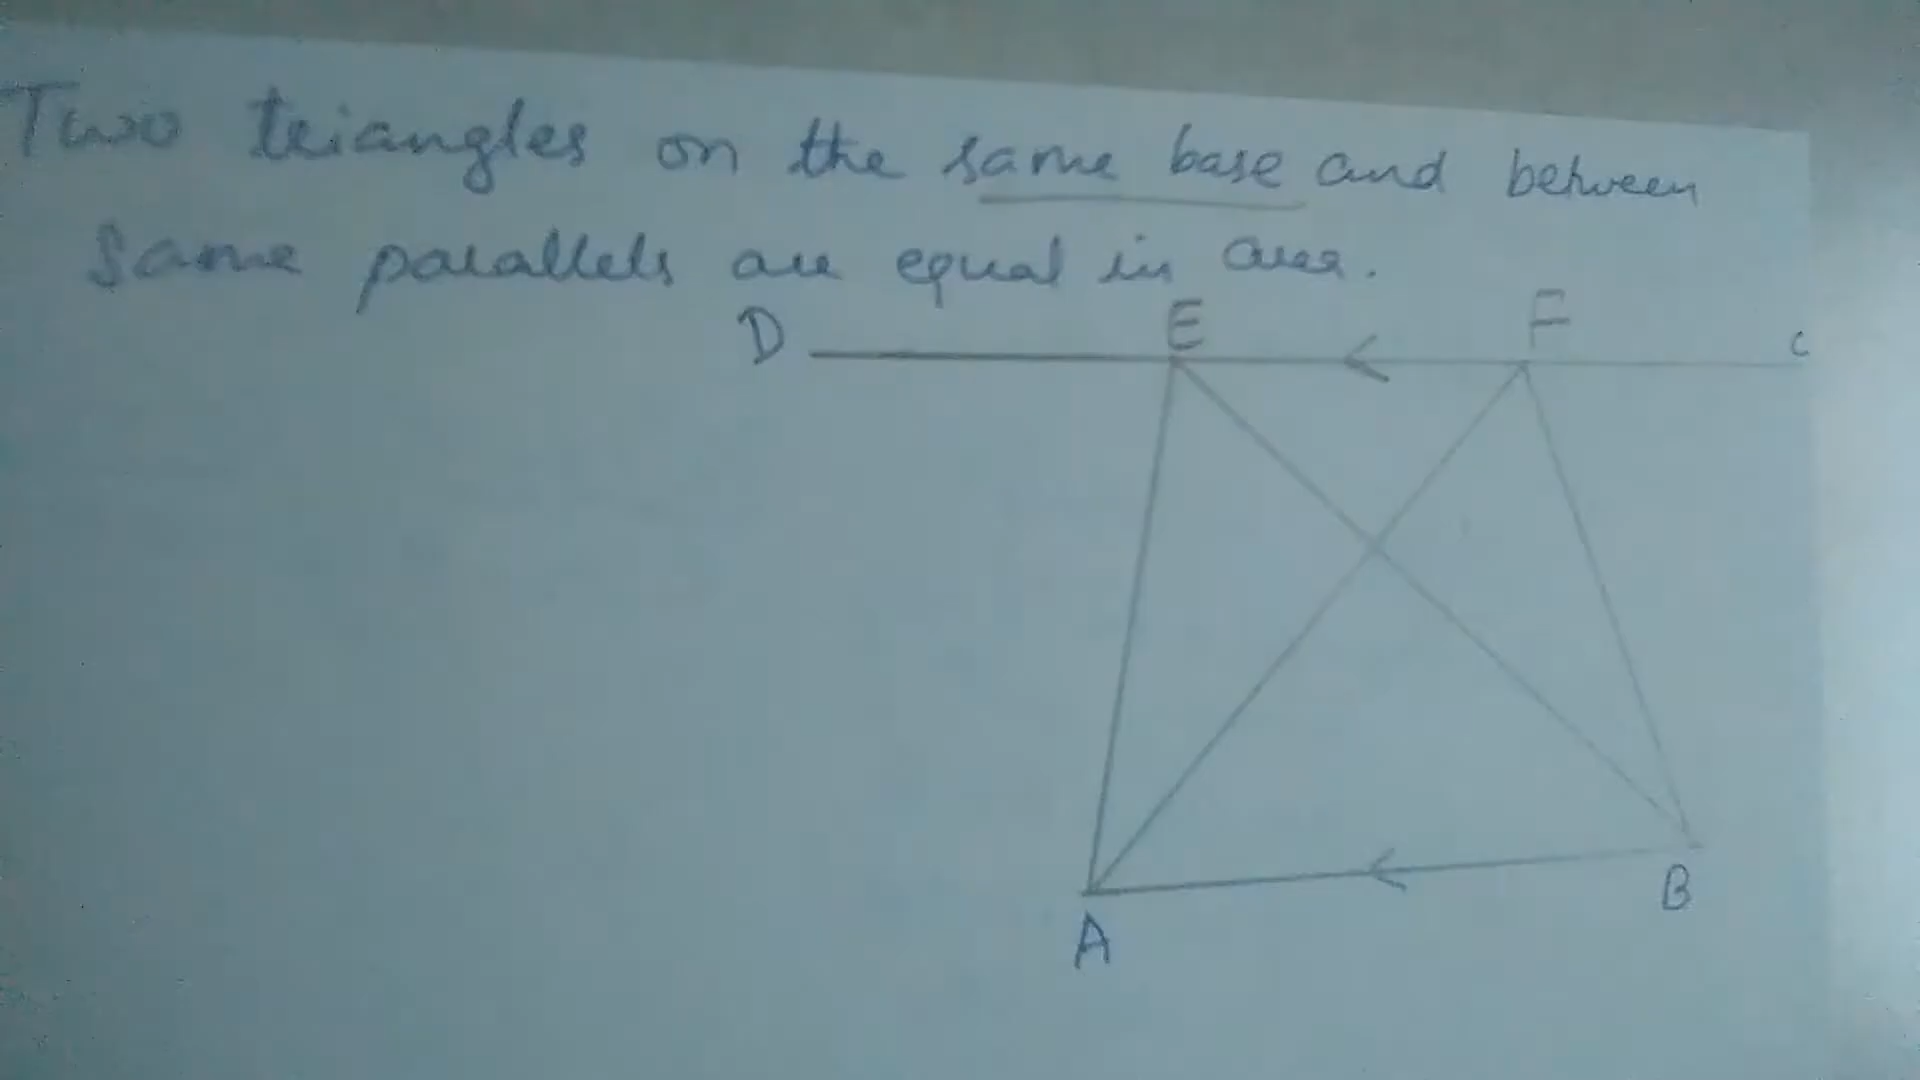 Two triangles on the same base and between
same parallels are equal in area.
D E F C
A B